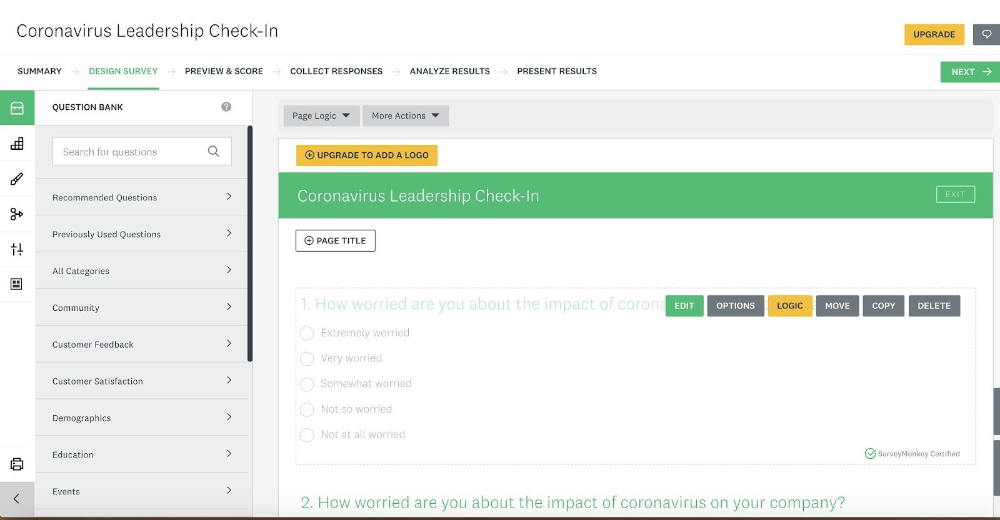 Coronavirus Leadership Check-In
UPGRADE
SUMMARY
DESIGN SURVEY
PREVIEW & SCORE
COLLECT RESPONSES
ANALYZE RESULTS
PRESENT RESULTS
NEXT
QUESTION BANK
?
Search for questions
Recommended Questions
Previously Used Questions
All Categories
Community
Customer Feedback
Customer Satisfaction
Demographics
Education
Events
Page Logic
More Actions
UPGRADE TO ADD A LOGO
Coronavirus Leadership Check-In
EXIT
PAGE TITLE
1. How worried are you about the impact of corona
EDIT
OPTIONS
LOGIC
MOVE
COPY
DELETE
Extremely worried
Very worried
Somewhat worried
Not so worried
Not at all worried
SurveyMonkey Certified
2. How worried are you about the impact of coronavirus on your company?